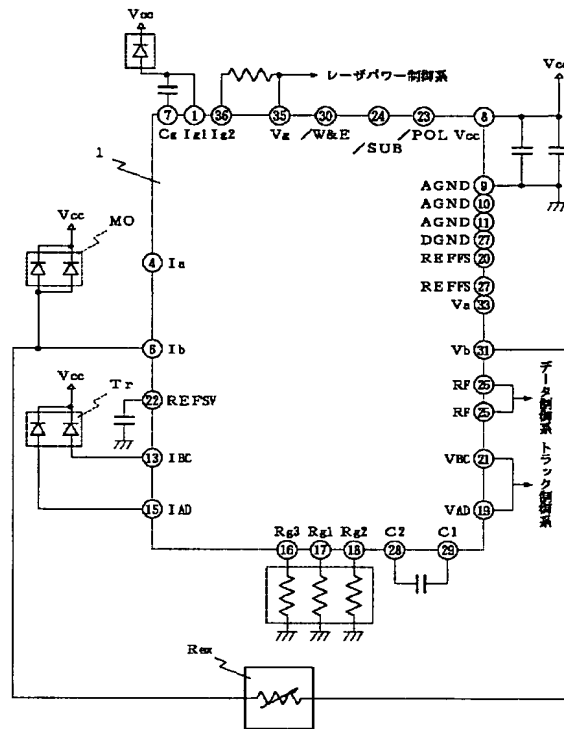 Vcc
レーザパワー制御系
Vcc
7 1 36 35 30 24 23 8
Cg Ig1 Ig2 Vg /W&E /SUB /POL Vcc
1
AGND 9
AGND 10
AGND 11
DGND 27
REFFS 20
REFFS 27
Va 33
Vcc MO
4 Ia
6 Ib
Vb 31
Vcc Tr
22 REFSV
RF 26
RF 25
データ制御系
13 IBC
VBC 21
15 IAD
VAD 19
トラック制御系
Rg3 Rg1 Rg2 C2 C1
16 17 18 28 29
Rex